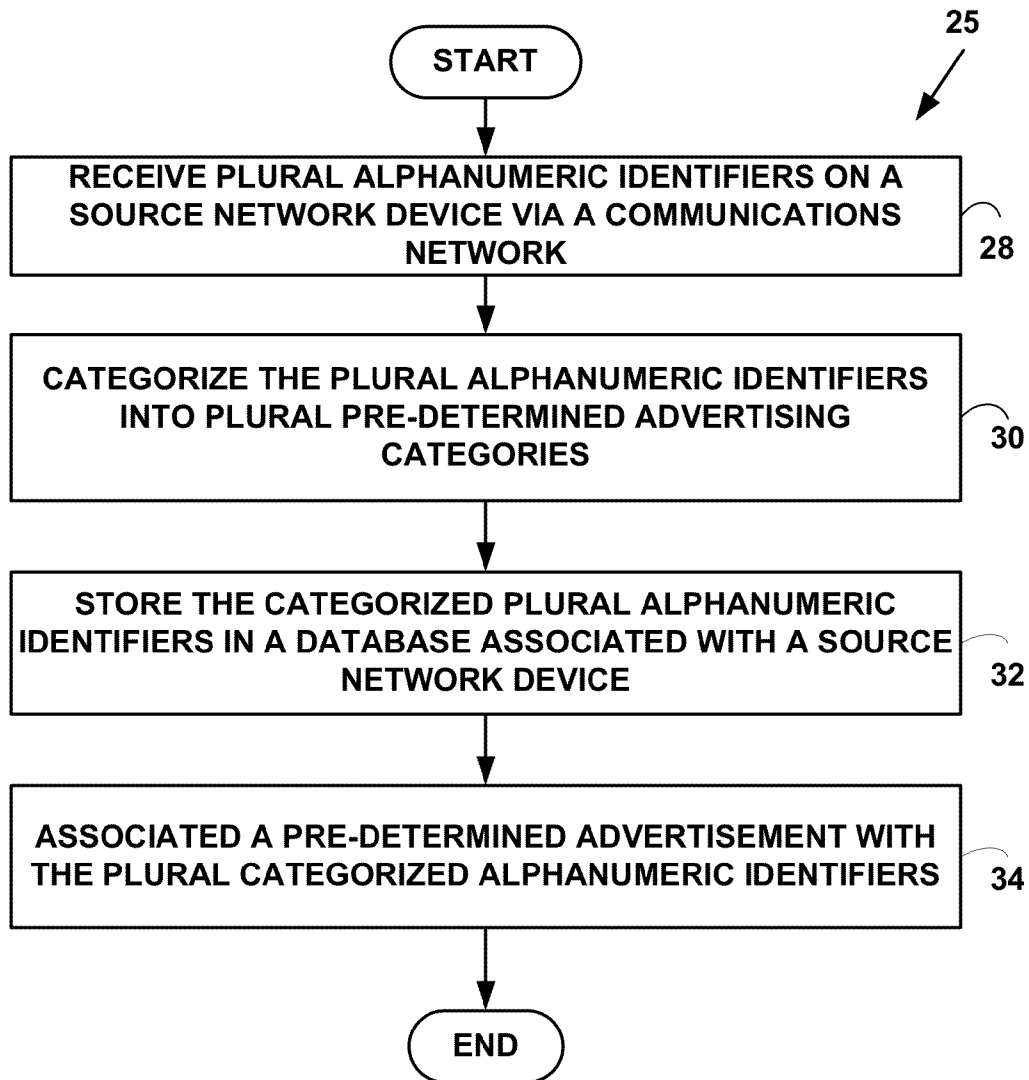 25
START
RECEIVE PLURAL ALPHANUMERIC IDENTIFIERS ON A
SOURCE NETWORK DEVICE VIA A COMMUNICATIONS
NETWORK
28
CATEGORIZE THE PLURAL ALPHANUMERIC IDENTIFIERS
INTO PLURAL PRE-DETERMINED ADVERTISING
CATEGORIES
30
STORE THE CATEGORIZED PLURAL ALPHANUMERIC
IDENTIFIERS IN A DATABASE ASSOCIATED WITH A SOURCE
NETWORK DEVICE
32
ASSOCIATED A PRE-DETERMINED ADVERTISEMENT WITH
THE PLURAL CATEGORIZED ALPHANUMERIC IDENTIFIERS
34
END